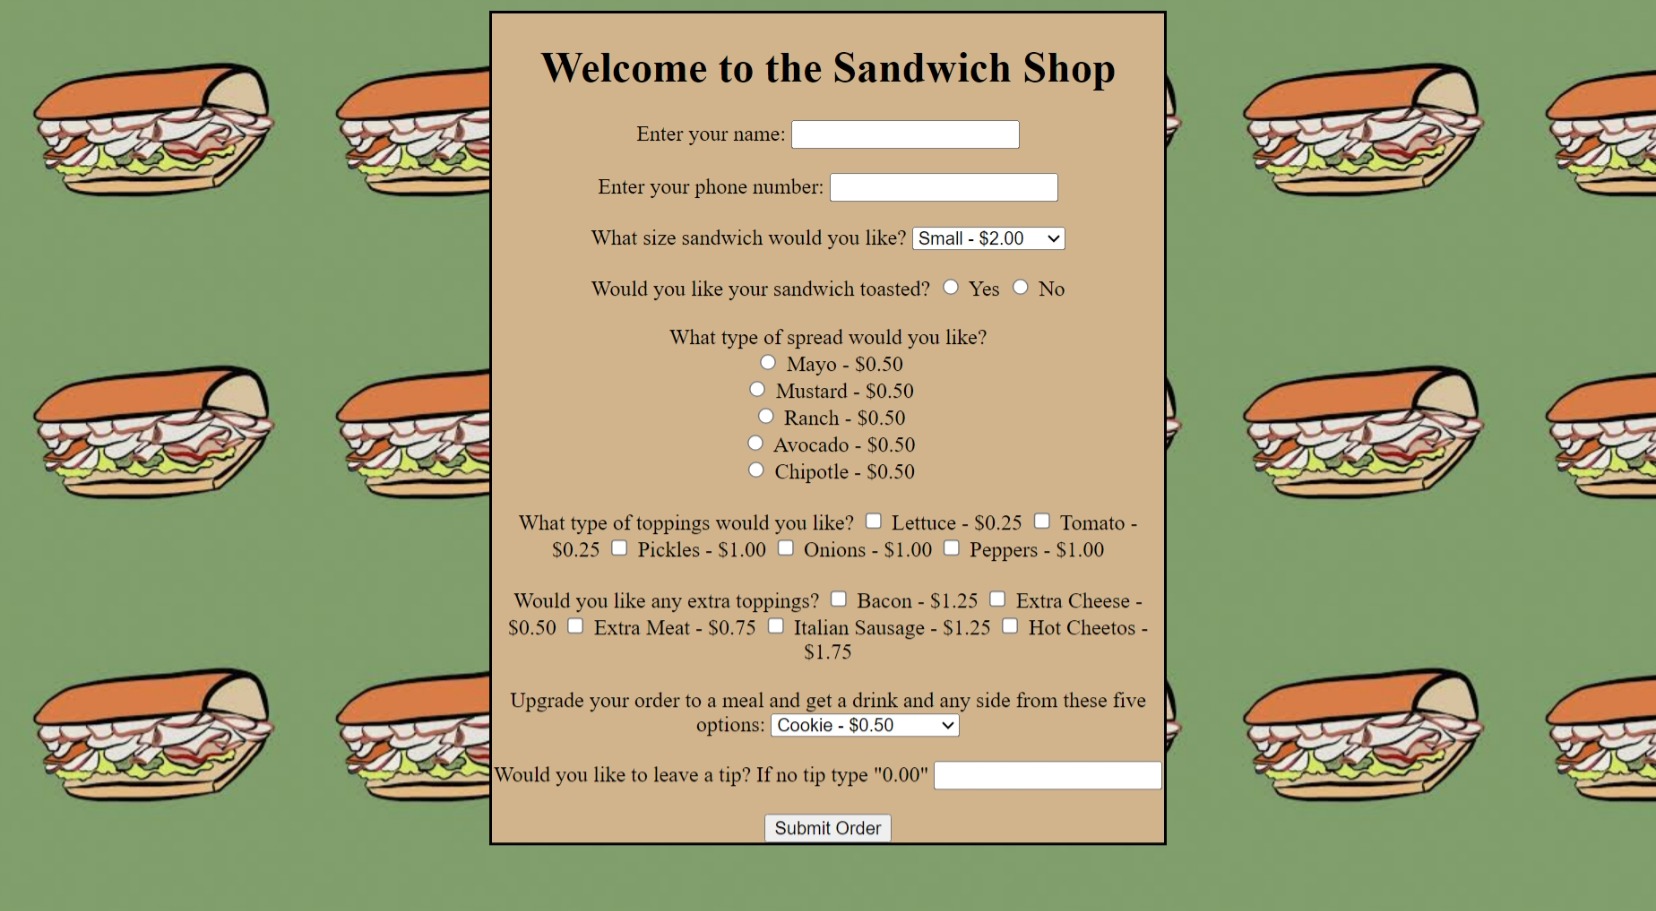 Welcome to the Sandwich Shop
Enter your name:
Enter your phone number:
What size sandwich would you like? Small - $2.00
Would you like your sandwich toasted? Yes No
What type of spread would you like?
Mayo - $0.50
Mustard - $0.50
Ranch - $0.50
Avocado - $0.50
Chipotle - $0.50
What type of toppings would you like? Lettuce - $0.25 Tomato -
$0.25 Pickles - $1.00 Onions - $1.00 Peppers - $1.00
Would you like any extra toppings? Bacon - $1.25 Extra Cheese -
$0.50 Extra Meat - $0.75 Italian Sausage - $1.25 Hot Cheetos -
$1.75
Upgrade your order to a meal and get a drink and any side from these five
options: Cookie - $0.50
Would you like to leave a tip? If no tip type "0.00"
Submit Order